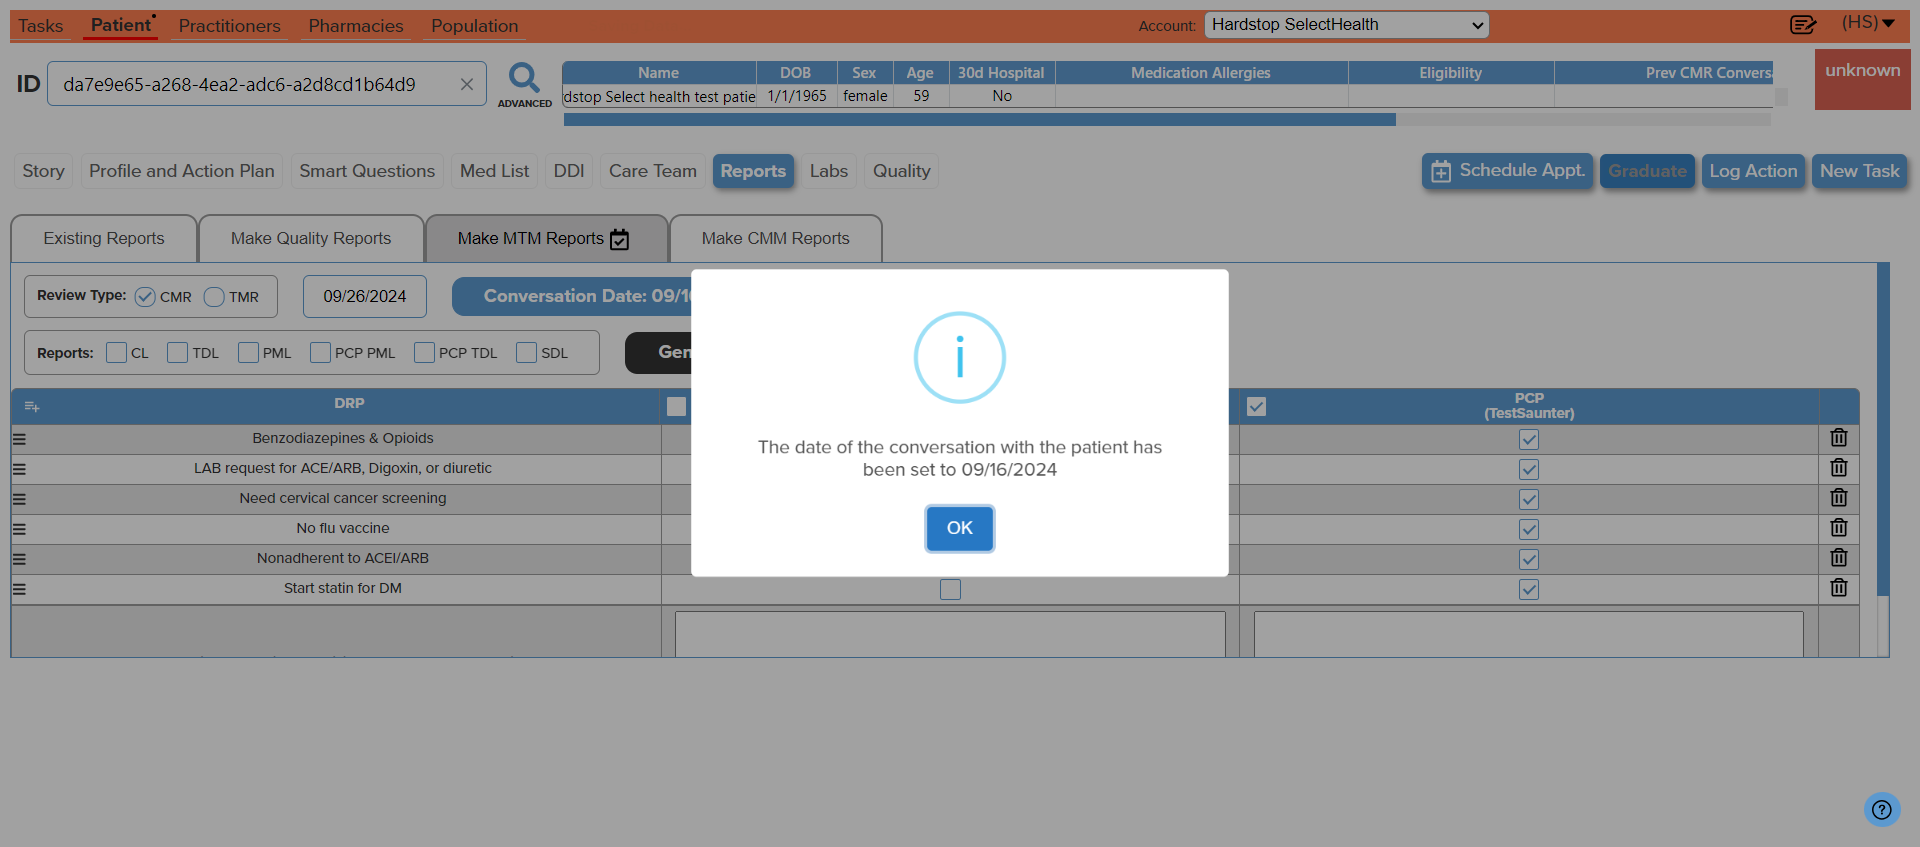 Tasks Patient Practitioners Pharmacies Population Account: Hardstop SelectHealth (HS)
ID da7e9e65-a268-4ea2-adc6-a2d8cd1b64d9 ADVANCED
Name DOB Sex Age 30d Hospital Medication Allergies Eligibility Prev CMR
Select health test 1/1/1965 female 59 No
unknown
Story Profile and Action Plan Smart Questions Med List DDI Care Team Reports Labs Quality Schedule Appt. Graduate Log Action New Task
Existing Reports Make Quality Reports Make MTM Reports Make CMM Reports
Review Type: CMR TMR 09/26/2024 Conversation Date:
Reports: CL TDL PML PCP PML PCP TDL SDL
DRP PCP
(TestSaunter)
Benzodiazepines & Opioids
LAB request for ACE/ARB, Digoxin, or diuretic
Need cervical cancer screening
No flu vaccine
Nonadherent to ACEI/ARB
Start statin for DM
i
The date of the conversation with the patient has
been set to 09/16/2024
OK
?